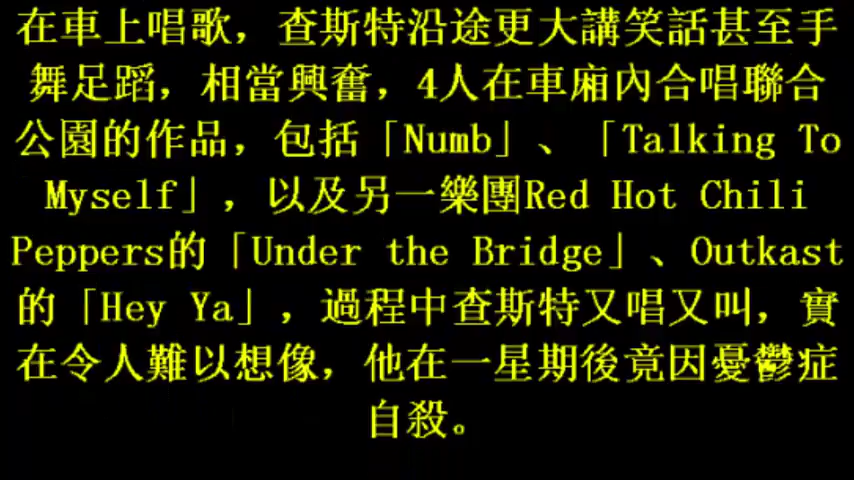 在車上唱歌，查斯特沿途更大講笑話甚至手
舞足蹈，相當興奮，4人在車廂內合唱聯合
公園的作品，包括「Numb」、「Talking To
Myself」，以及另一樂團Red Hot Chili
Peppers的「Under the Bridge」、Outkast
的「Hey Ya」，過程中查斯特又唱又叫，實
在令人難以想像，他在一星期後竟因憂鬱症
自殺。